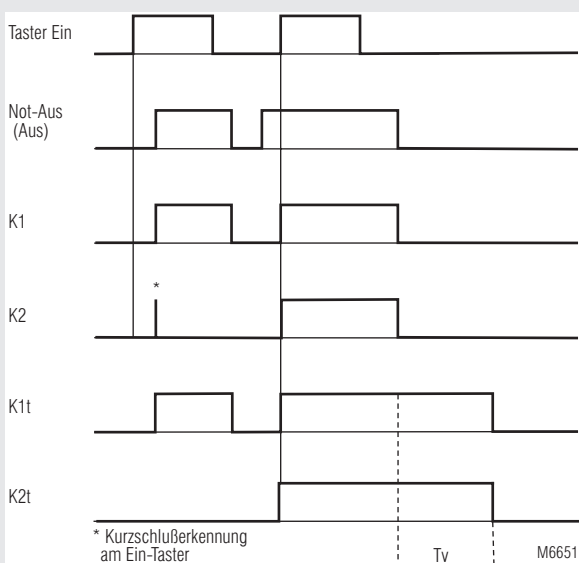 Taster Ein
Not-Aus
(Aus)
K1
*
K2
K1t
K2t
* Kurzschlußerkennung
am Ein-Taster
Tv
M6651